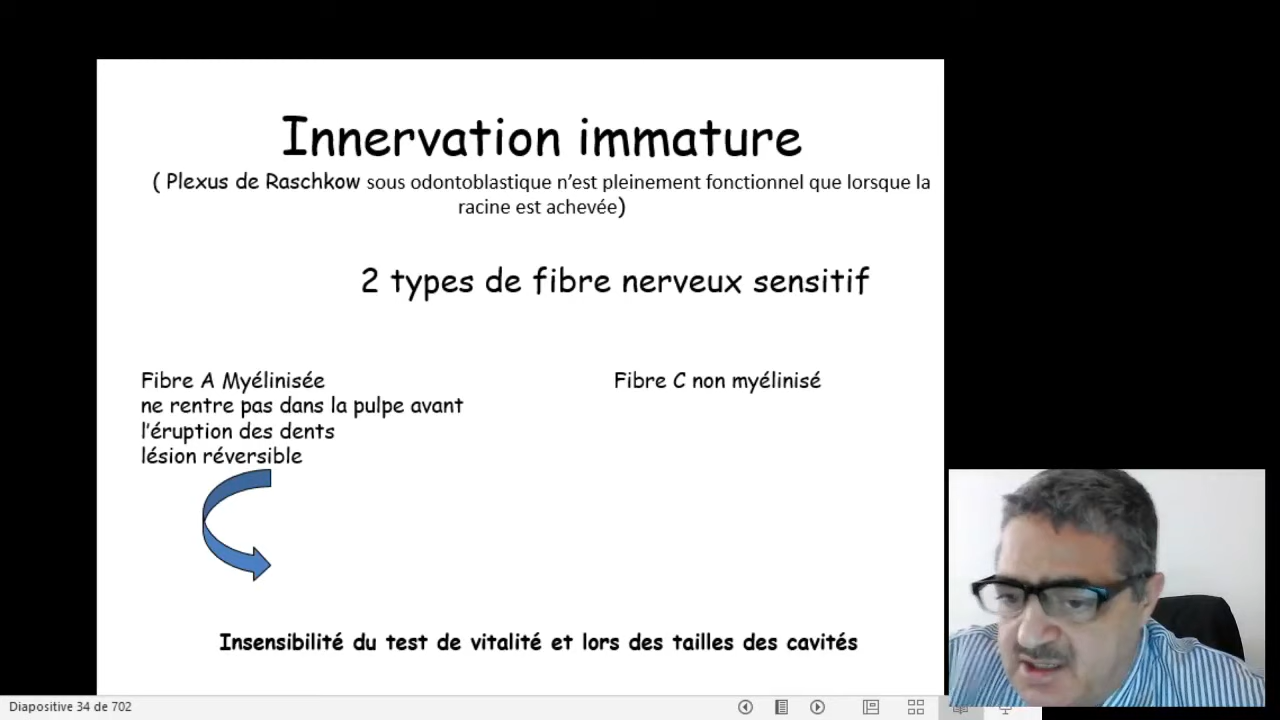 Innervation immature
( Plexus de Raschkow sous odontoblastique n’est pleinement fonctionnel que lorsque la
racine est achevée)
2 types de fibre nerveux sensitif
Fibre A Myélinisée
ne rentre pas dans la pulpe avant
l’éruption des dents
lésion réversible
Fibre C non myélinisé
Insensibilité du test de vitalité et lors des tailles des cavités
Diapositive 34 de 702